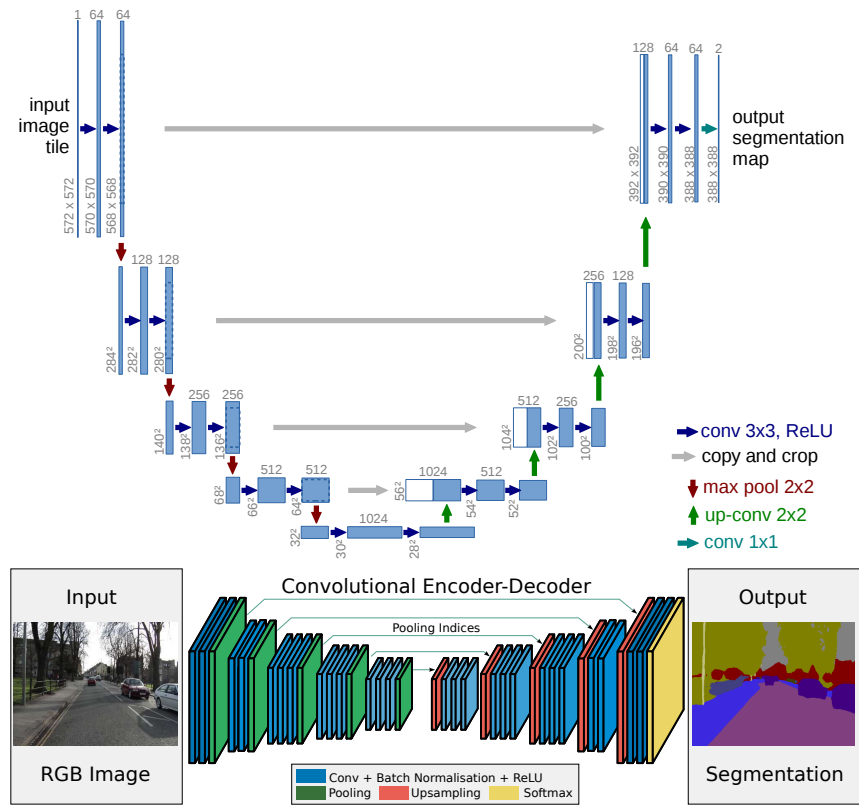 1 64 64
128 64 64 2
input
image
tile
output
segmentation
map
572 x 572
570 x 570
568 x 568
392 x 392
390 x 390
388 x 388
388 x 388
128 128
256 128
284²
282²
280²
200²
198²
196²
256 256
512 256
140²
138²
136²
104²
102²
100²
512 512
1024 512
68²
66²
64²
56²
54²
52²
1024
32²
30²
28²
conv 3x3, ReLU
copy and crop
max pool 2x2
up-conv 2x2
conv 1x1
Input
RGB Image
Convolutional Encoder-Decoder
Pooling Indices
Output
Segmentation
Conv + Batch Normalisation + ReLU
Pooling Upsampling Softmax